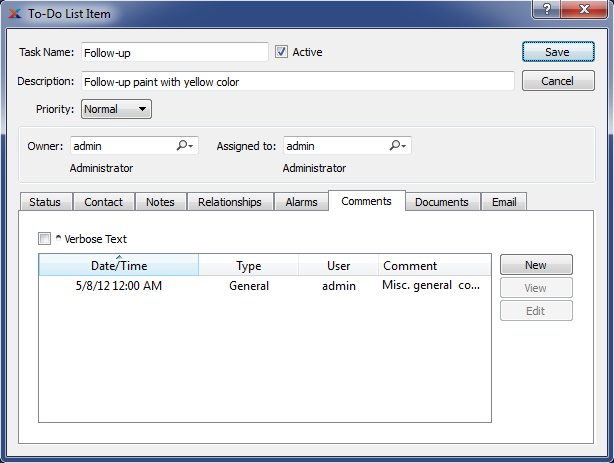 To-Do List Item
Task Name: Follow-up Active Save
Description: Follow-up paint with yellow color Cancel
Priority: Normal
Owner: admin Assigned to: admin
Administrator Administrator
Status Contact Notes Relationships Alarms Comments Documents Email
^ Verbose Text
Date/Time Type User Comment New
5/8/12 12:00 AM General admin Misc. general co... View
Edit